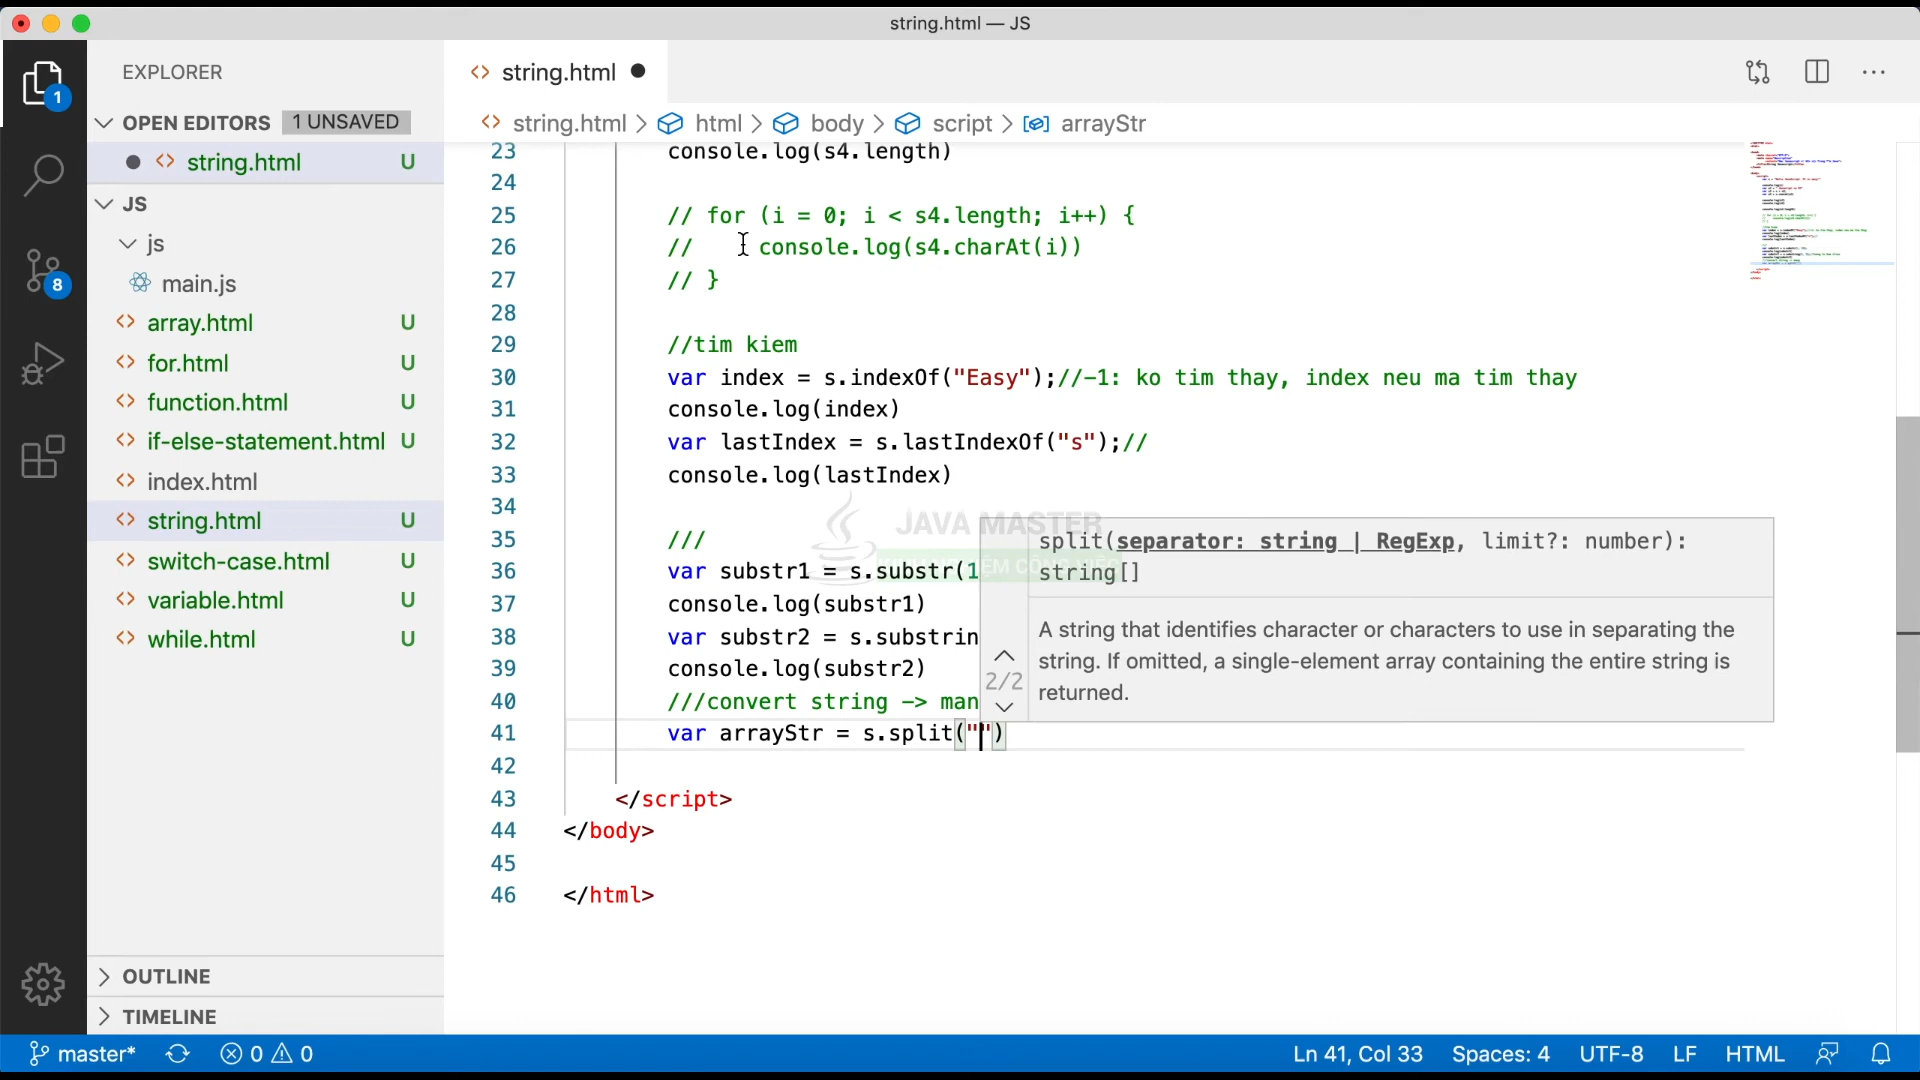 string.html — JS
EXPLORER
OPEN EDITORS 1 UNSAVED
string.html U
JS
js
main.js
array.html U
for.html U
function.html U
if-else-statement.html U
index.html
string.html U
switch-case.html U
variable.html U
while.html U
OUTLINE
TIMELINE
1
8
string.html
string.html > html > body > script > arrayStr
23 console.log(s4.length)
24
25 // for (i = 0; i < s4.length; i++) {
26 // console.log(s4.charAt(i))
27 // }
28
29 //tim kiem
30 var index = s.indexOf("Easy");//-1: ko tim thay, index neu ma tim thay
31 console.log(index)
32 var lastIndex = s.lastIndexOf("s");//
33 console.log(lastIndex)
34
JAVA MASTER
35 ///
36 var substr1 = s.substr(1
37 console.log(substr1)
38 var substr2 = s.substrin
39 console.log(substr2)
40 ///convert string -> man
41 var arrayStr = s.split("")
42
43 </script>
44 </body>
45
46 </html>
split(separator: string | RegExp, limit?: number):
string[]
2/2
A string that identifies character or characters to use in separating the
string. If omitted, a single-element array containing the entire string is
returned.
master* 0 0 Ln 41, Col 33 Spaces: 4 UTF-8 LF HTML